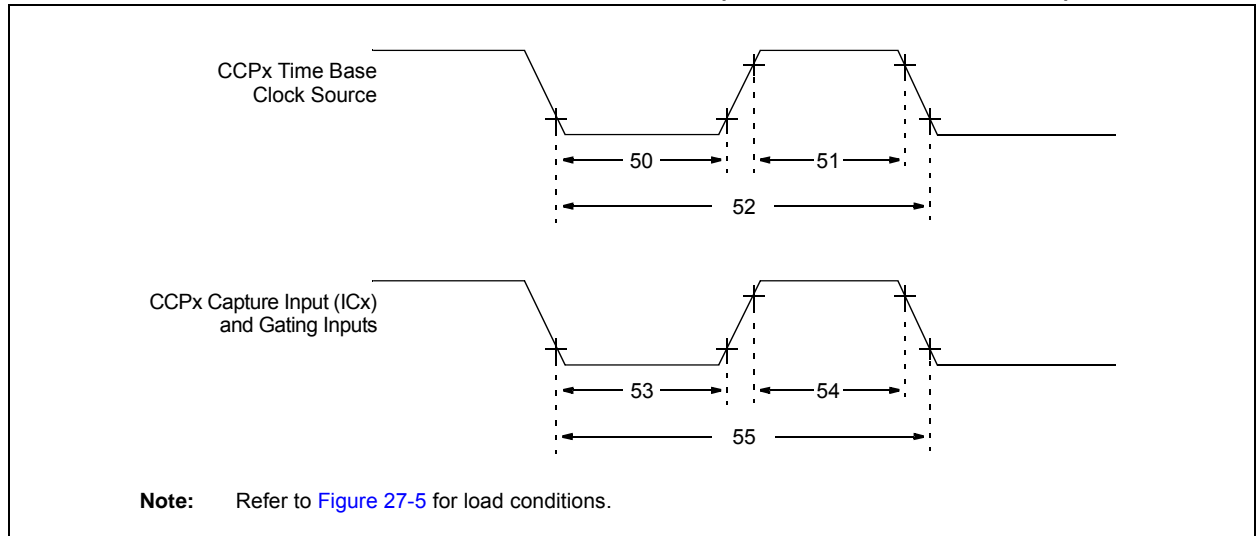 CCPx Time Base
Clock Source
50
51
52
CCPx Capture Input (ICx)
and Gating Inputs
53
54
55
Note: Refer to Figure 27-5 for load conditions.